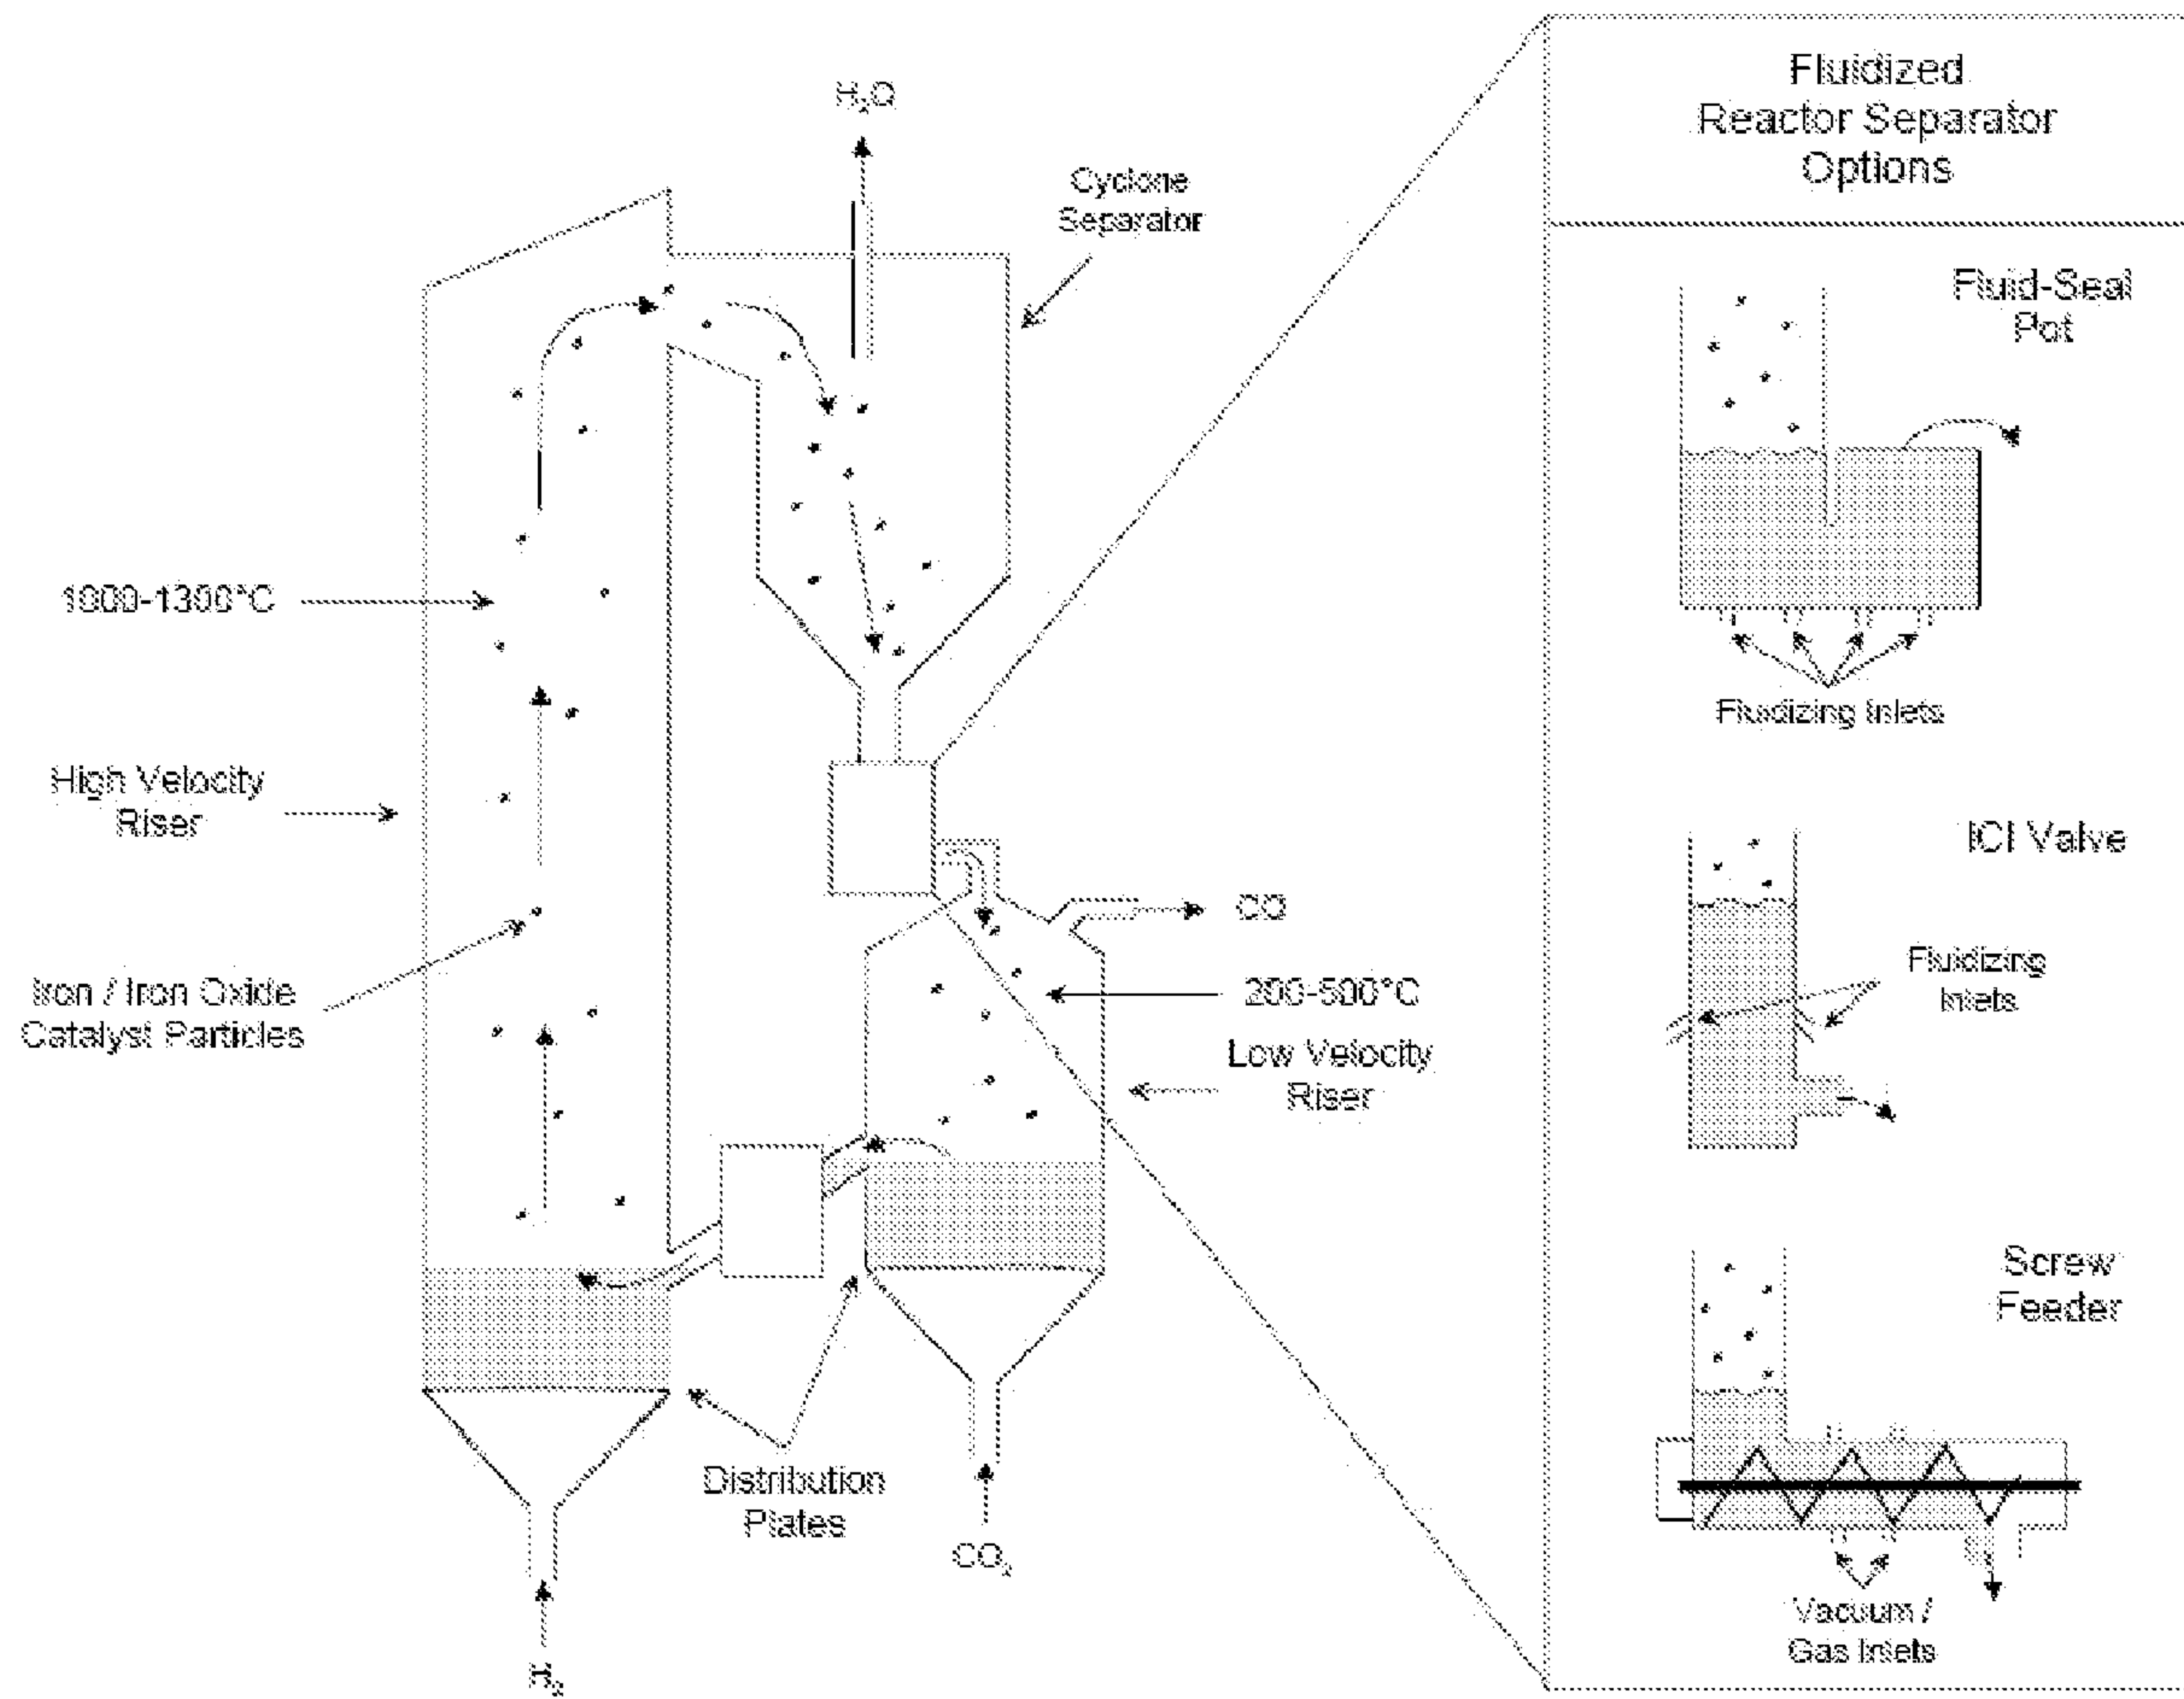 H₂O
Cyclone
Separator
1000-1300°C
High Velocity
Riser
Iron / Iron Oxide
Catalyst Particles
CO
200-500°C
Low Velocity
Riser
Distribution
Plates
CO₂
H₂
Fluidized
Reactor Separator
Options
Fluid-Seal
Pot
Fluidizing Inlets
ICI Valve
Fluidizing
Inlets
Screw
Feeder
Vacuum /
Gas Inlets